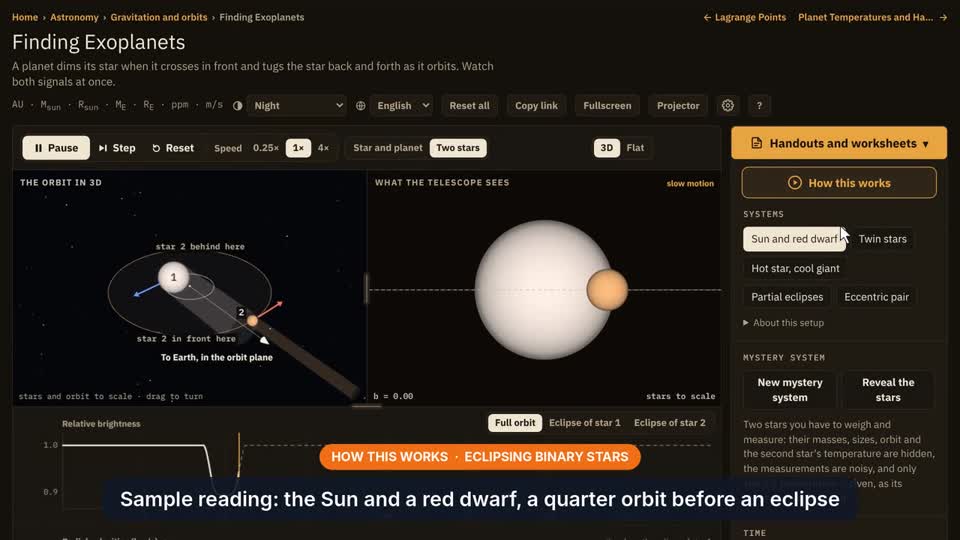 Home › Astronomy › Gravitation and orbits › Finding Exoplanets
← Lagrange Points Planet Temperatures and Ha... →
Finding Exoplanets
A planet dims its star when it crosses in front and tugs the star back and forth as it orbits. Watch
both signals at once.
AU · Msun · Rsun · ME · RE · ppm · m/s
Night
English
Reset all
Copy link
Fullscreen
Projector
?
Pause
Step
Reset
Speed 0.25× 1× 4×
Star and planet Two stars
3D Flat
Handouts and worksheets ▾
How this works
THE ORBIT IN 3D
star 2 behind here
1
2
star 2 in front here
To Earth, in the orbit plane
stars and orbit to scale · drag to turn
WHAT THE TELESCOPE SEES
slow motion
b = 0.00
stars to scale
SYSTEMS
Sun and red dwarf Twin stars
Hot star, cool giant
Partial eclipses Eccentric pair
▶ About this setup
MYSTERY SYSTEM
New mystery
system
Reveal the
stars
Two stars you have to weigh and
measure: their masses, sizes, orbit and
the second star's temperature are hidden,
the measurements are noisy, and only
as its
TIME
Relative brightness
Full orbit Eclipse of star 1 Eclipse of star 2
1.0
0.9
HOW THIS WORKS · ECLIPSING BINARY STARS
Sample reading: the Sun and a red dwarf, a quarter orbit before an eclipse